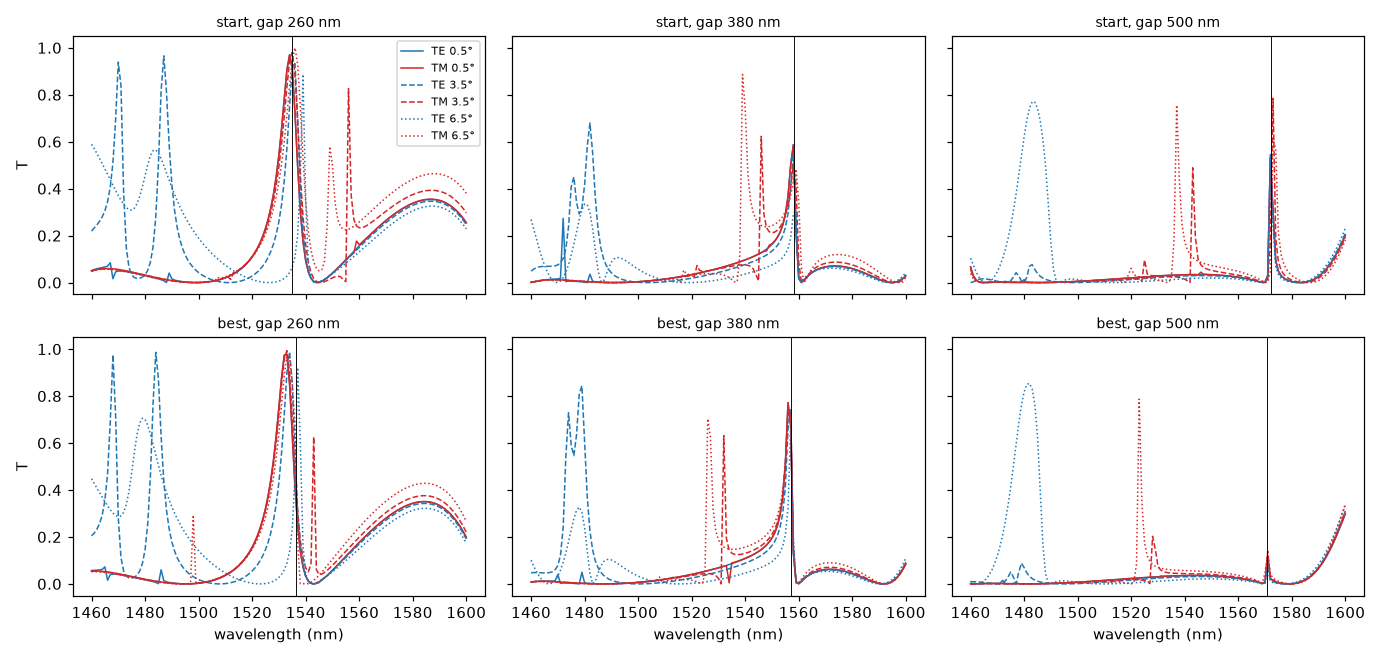 start, gap 260 nm
start, gap 380 nm
start, gap 500 nm
T
1.0
0.8
0.6
0.4
0.2
0.0
TE 0.5°
TM 0.5°
TE 3.5°
TM 3.5°
TE 6.5°
TM 6.5°
best, gap 260 nm
best, gap 380 nm
best, gap 500 nm
T
1.0
0.8
0.6
0.4
0.2
0.0
1460 1480 1500 1520 1540 1560 1580 1600
1460 1480 1500 1520 1540 1560 1580 1600
1460 1480 1500 1520 1540 1560 1580 1600
wavelength (nm)
wavelength (nm)
wavelength (nm)